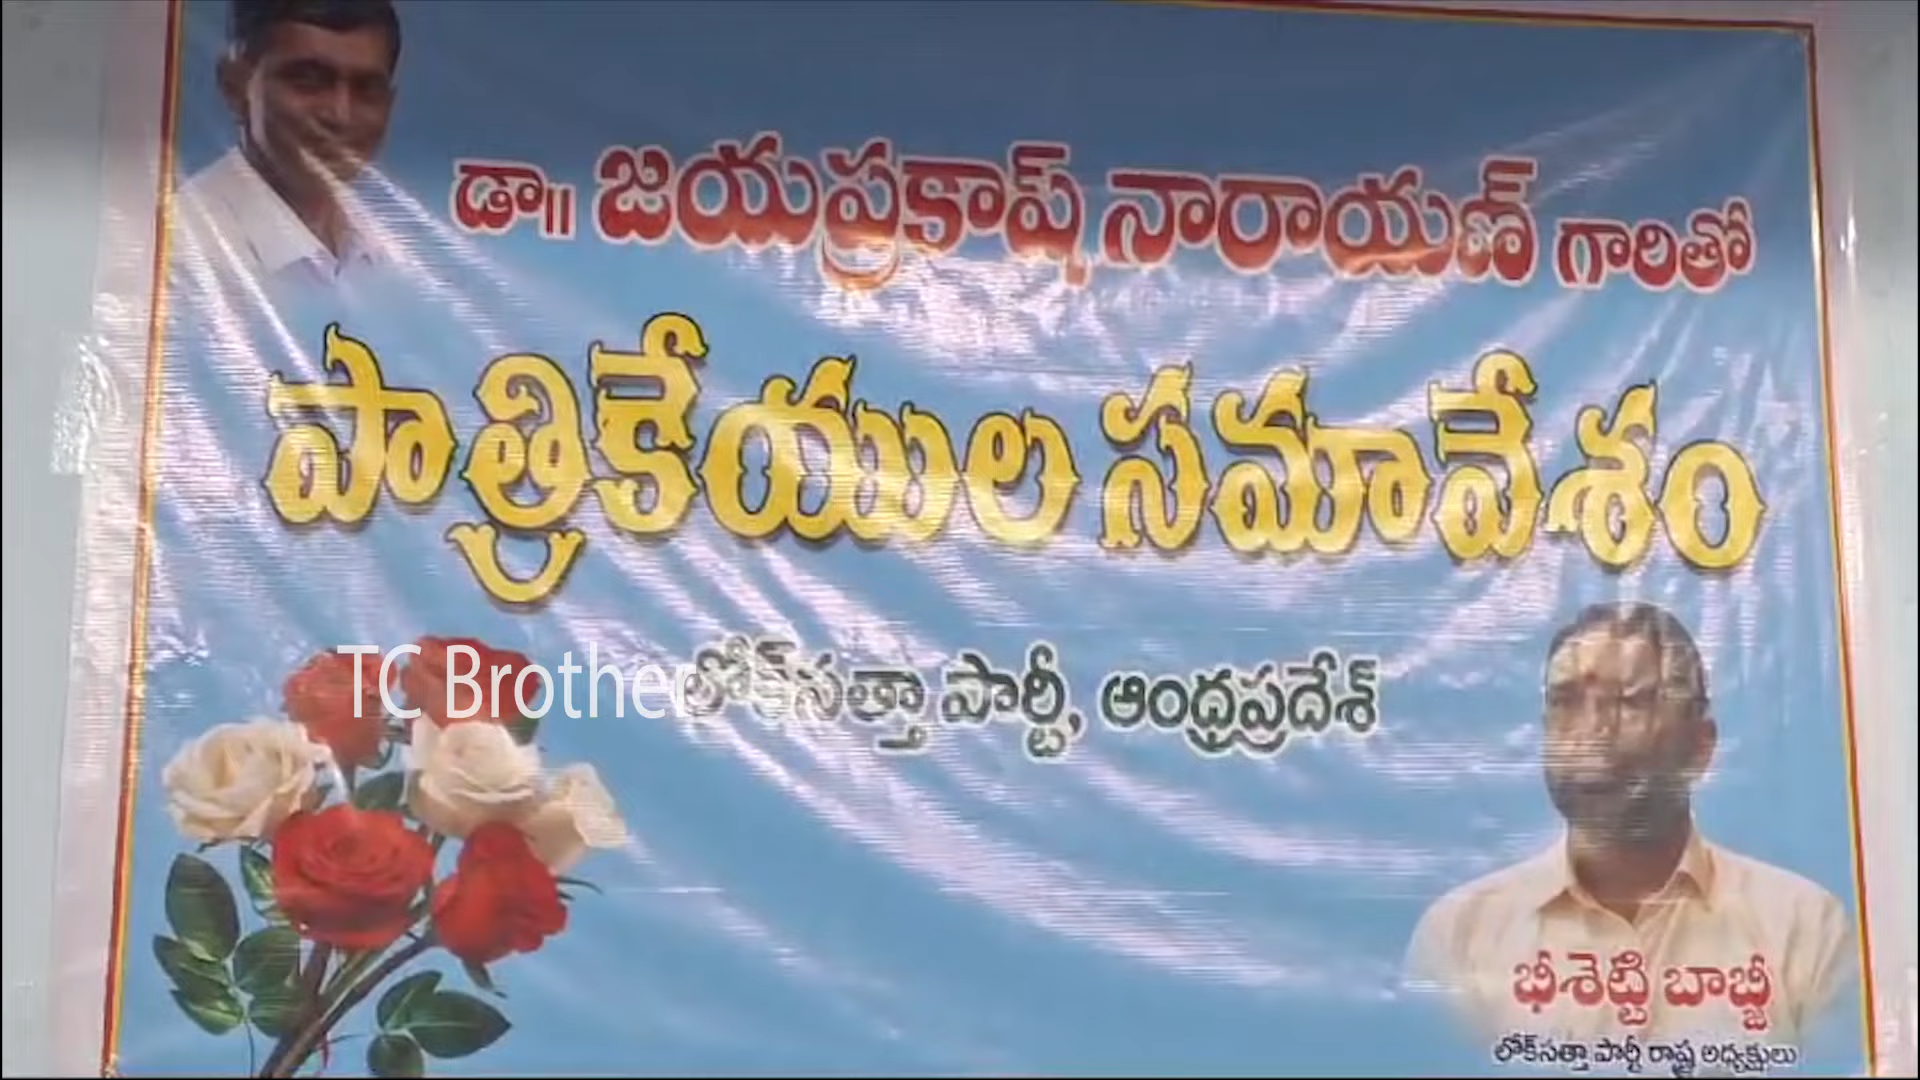 డా॥ జయప్రకాష్ నారాయణ్ గారితో
పాత్రికేయుల సమావేశం
TC Brother
లోక్‌సత్తా పార్టీ, ఆంధ్రప్రదేశ్
భీశెట్టి బాబ్జీ
లోక్‌సత్తా పార్టీ రాష్ట్ర అధ్యక్షులు